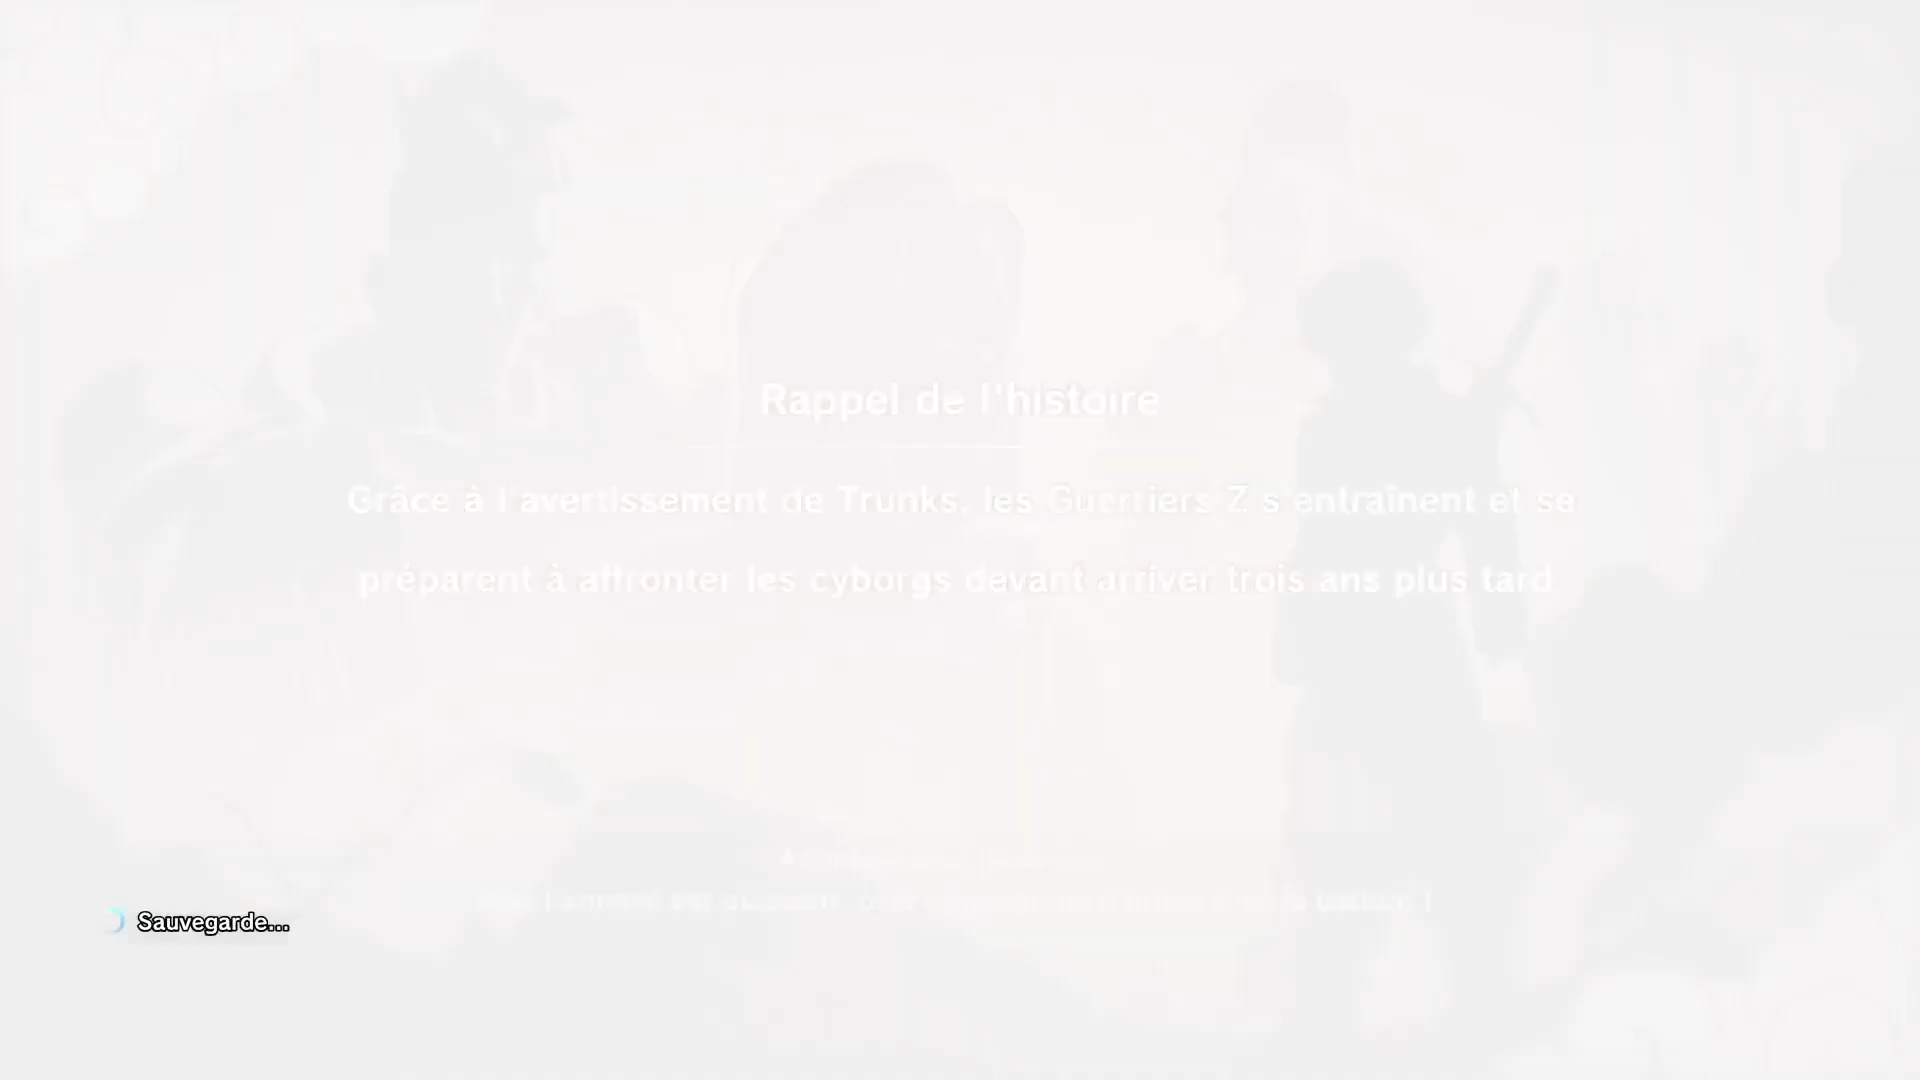 Rappel de l'histoire
Grâce à l'avertissement de Trunks, les Guerriers Z s'entraînent et se
préparent à affronter les cyborgs devant arriver trois ans plus tard
Sauvegarde...